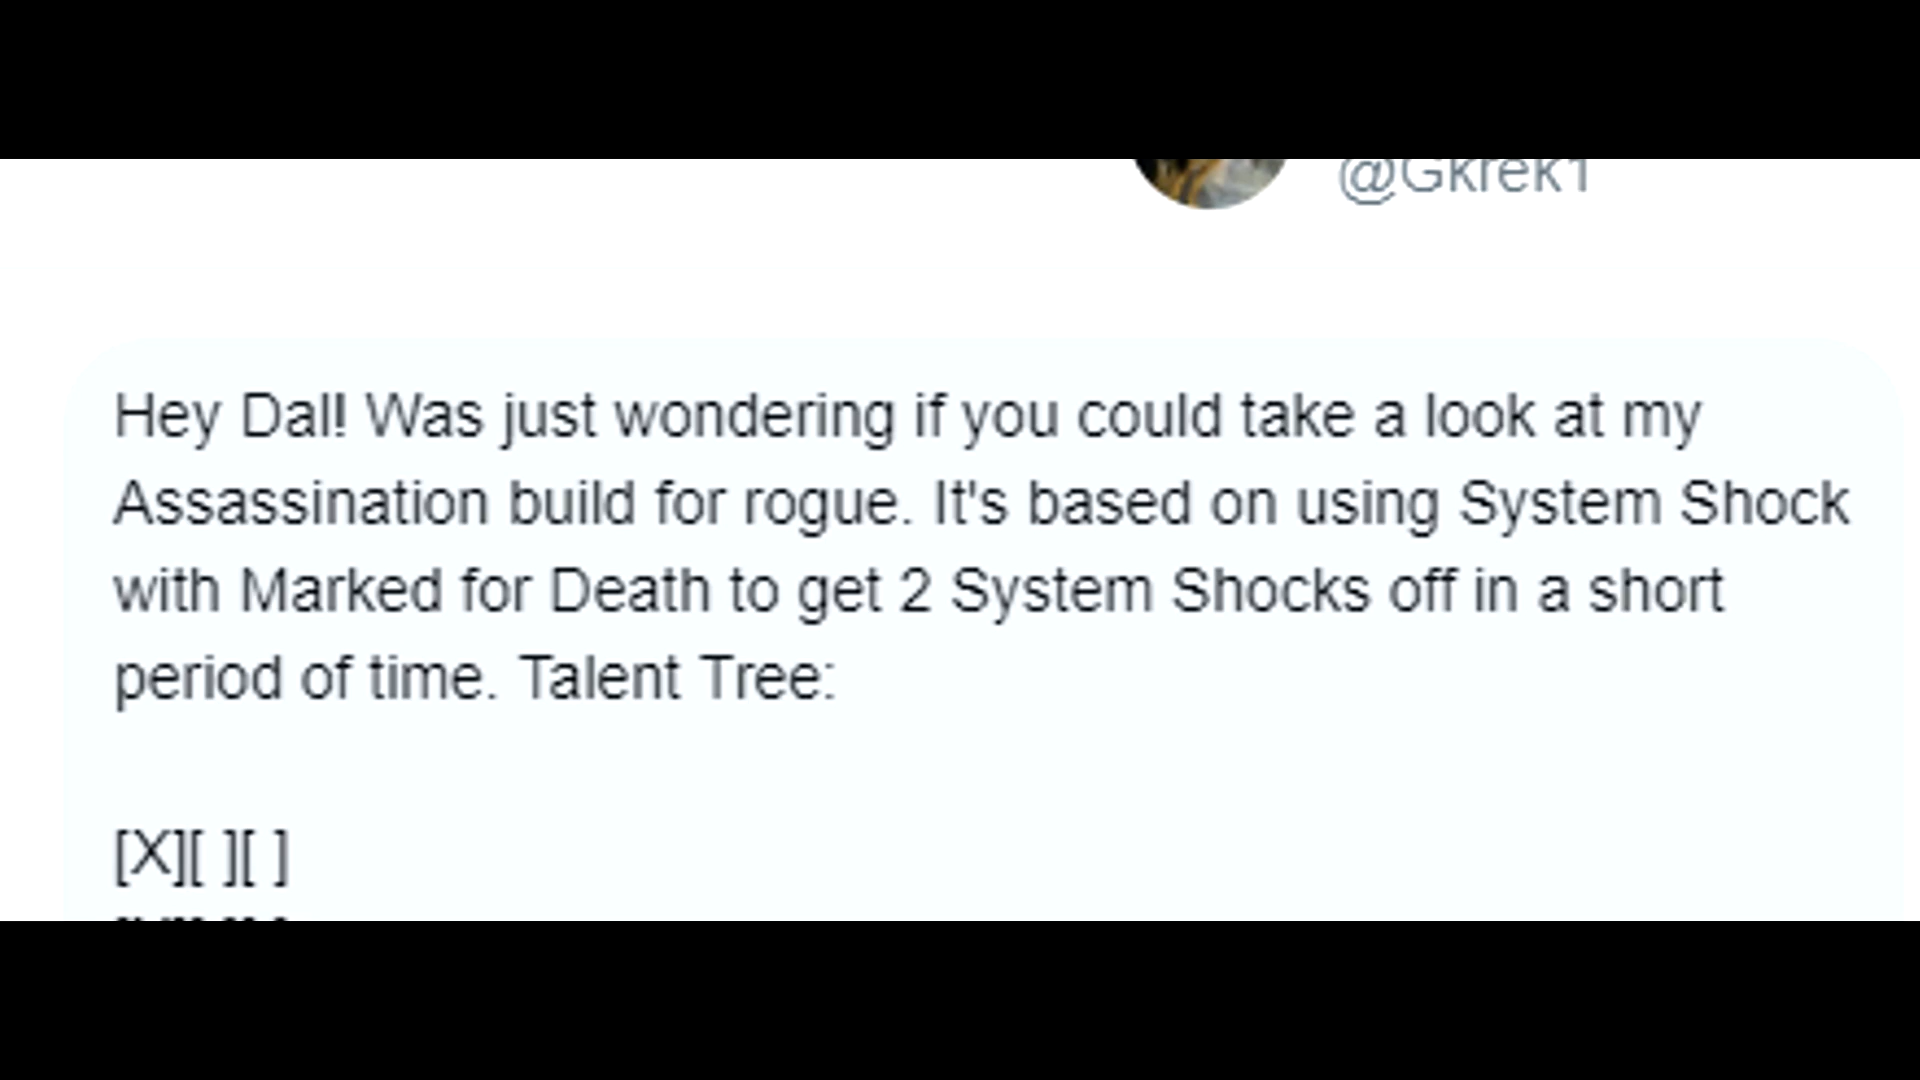 @Gkrek1
Hey Dal! Was just wondering if you could take a look at my
Assassination build for rogue. It's based on using System Shock
with Marked for Death to get 2 System Shocks off in a short
period of time. Talent Tree:
[X][ ][ ]